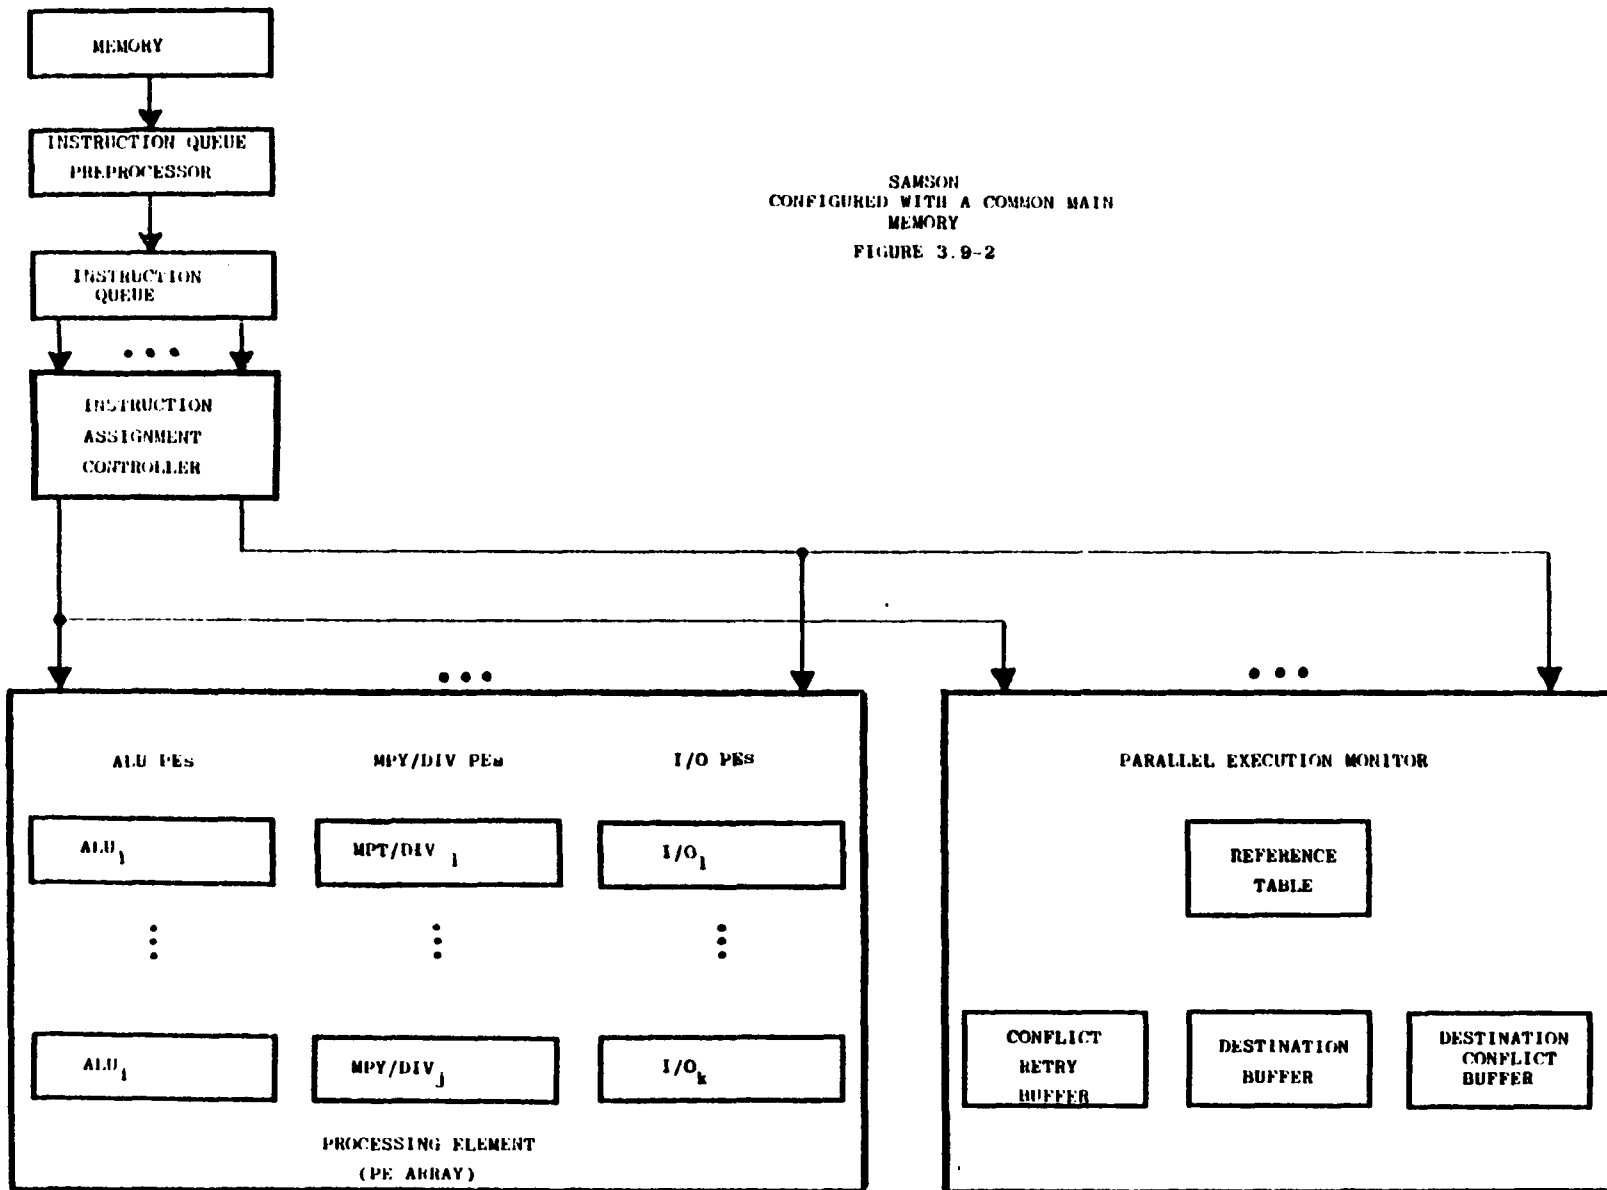 MEMORY
INSTRUCTION QUEUE
PREPROCESSOR
SAMSON
CONFIGURED WITH A COMMON MAIN
MEMORY
FIGURE 3.9-2
INSTRUCTION
QUEUE
INSTRUCTION
ASSIGNMENT
CONTROLLER
ALU PEs
MPY/DIV PEs
I/O PEs
ALU1
MPT/DIV 1
I/O1
ALUi
MPY/DIVj
I/Ok
PROCESSING ELEMENT
(PE ARRAY)
PARALLEL EXECUTION MONITOR
REFERENCE
TABLE
CONFLICT
RETRY
BUFFER
DESTINATION
BUFFER
DESTINATION
CONFLICT
BUFFER